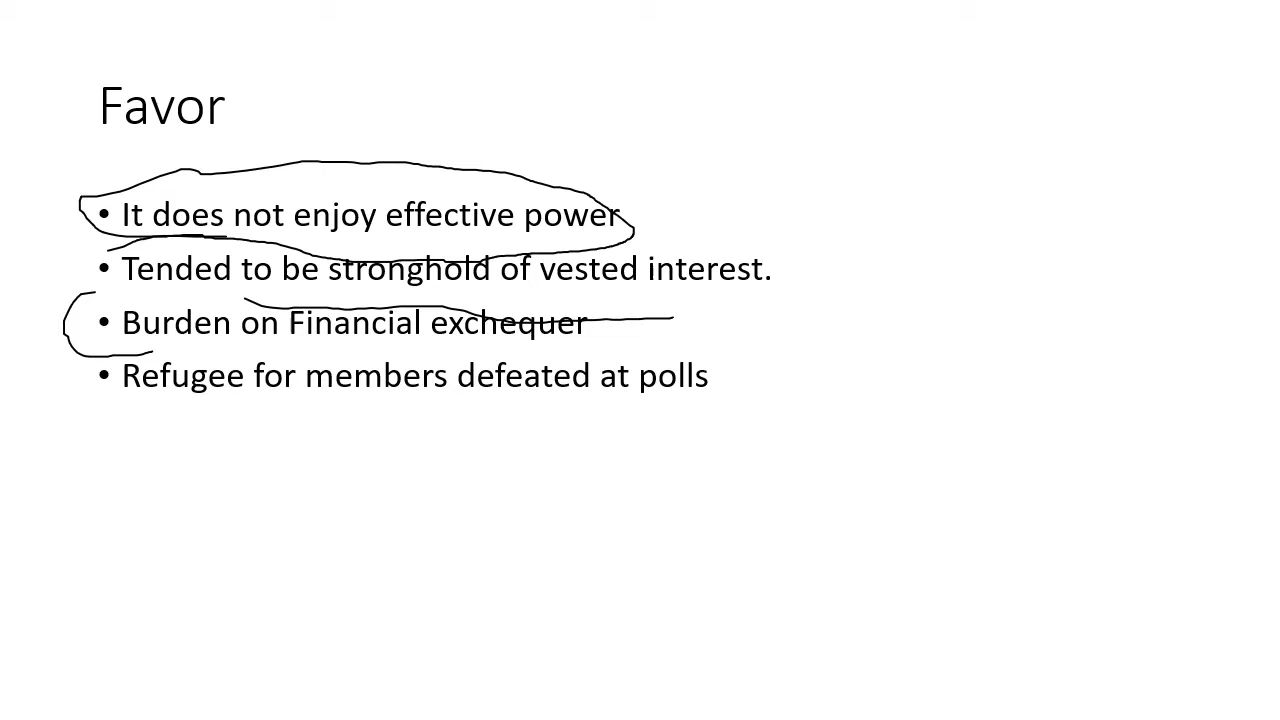 Favor
• It does not enjoy effective power
• Tended to be stronghold of vested interest.
• Burden on Financial exchequer
• Refugee for members defeated at polls